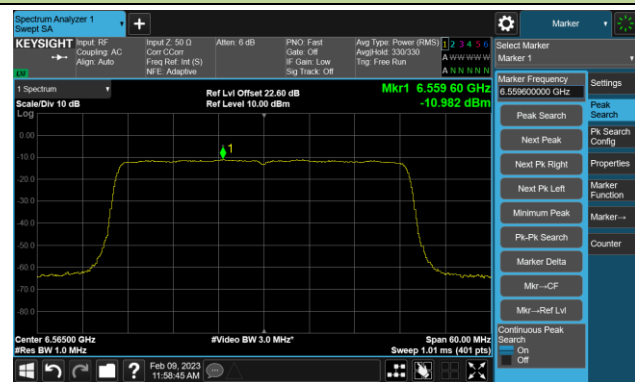 Spectrum Analyzer 1
Swept SA
+
Marker
KEYSIGHT
Input: RF
Coupling: AC
Align: Auto
Input Z: 50 Ω
Corr CCorr
Freq Ref: Int (S)
NFE: Adaptive
Atten: 6 dB
PNO: Fast
Gate: Off
IF Gain: Low
Sig Track: Off
Avg Type: Power (RMS)
Avg|Hold: 330/330
Trig: Free Run
1 2 3 4 5 6
A W W W W W
A N N N N N
Select Marker
Marker 1
1 Spectrum
Scale/Div 10 dB
Log
Ref Lvl Offset 22.60 dB
Ref Level 10.00 dBm
Mkr1 6.559 60 GHz
-10.982 dBm
Marker Frequency
6.559600000 GHz
Peak Search
Next Peak
Next Pk Right
Next Pk Left
Minimum Peak
Pk-Pk Search
Marker Delta
Mkr→CF
Mkr→Ref Lvl
Continuous Peak
Search
On
Off
Settings
Peak
Search
Pk Search
Config
Properties
Marker
Function
Marker→
Counter
0.00
-10.0
-20.0
-30.0
-40.0
-50.0
-60.0
-70.0
-80.0
1
Center 6.56500 GHz
#Res BW 1.0 MHz
#Video BW 3.0 MHz*
Span 60.00 MHz
Sweep 1.01 ms (401 pts)
?
Feb 09, 2023
11:58:45 AM